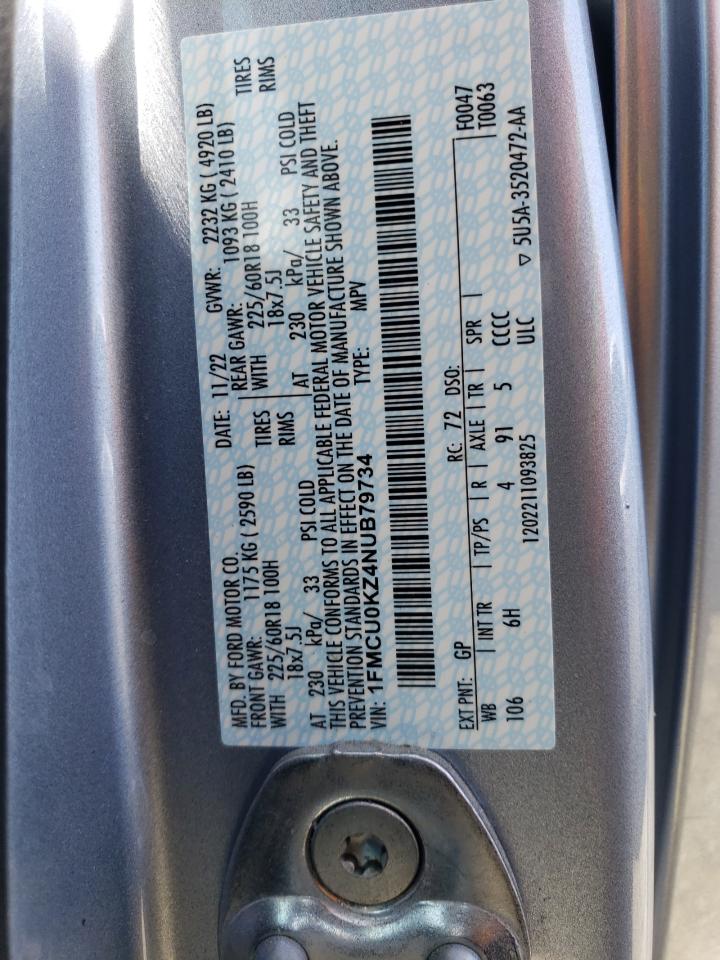 MFD. BY FORD MOTOR CO. DATE: 11/22 GVWR: 2232 KG ( 4920 LB)
FRONT GAWR: 1175 KG ( 2590 LB) REAR GAWR: 1093 KG ( 2410 LB)
WITH 225/60R18 100H TIRES WITH 225/60R18 100H TIRES
18x7.5J RIMS 18x7.5J RIMS
AT 230 kPa/ 33 PSI COLD AT 230 kPa/ 33 PSI COLD
THIS VEHICLE CONFORMS TO ALL APPLICABLE FEDERAL MOTOR VEHICLE SAFETY AND THEFT
PREVENTION STANDARDS IN EFFECT ON THE DATE OF MANUFACTURE SHOWN ABOVE.
VIN: 1FMCU0KZ4NUB79734 TYPE: MPV
F0047
EXT PNT: GP RC: 72 DSO: T0063
WB | INT TR | TP/PS | R | AXLE | TR | SPR |
106 6H 4 91 5 CCCC
1202211093825 ULC ▽ 5U5A-3520472-AA